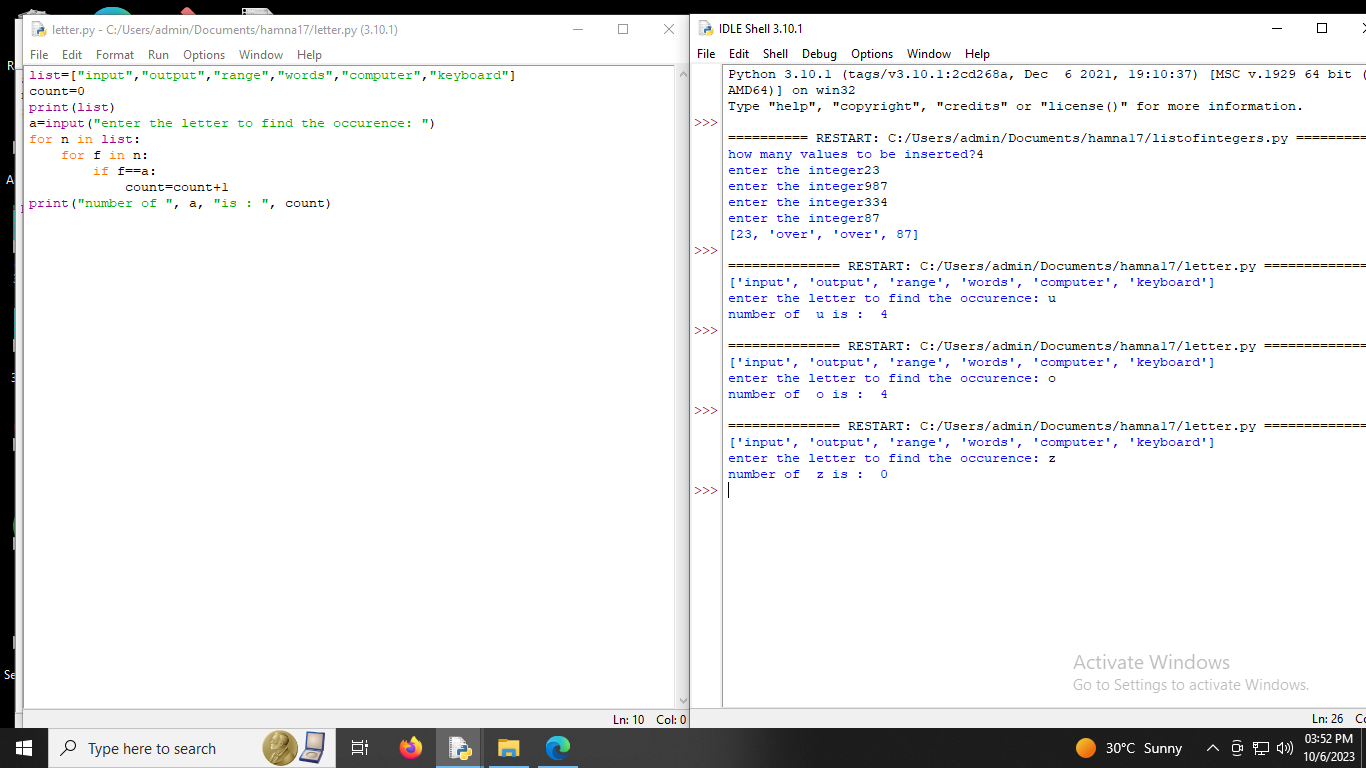 letter.py - C:/Users/admin/Documents/hamna17/letter.py (3.10.1)
File Edit Format Run Options Window Help
list=["input","output","range","words","computer","keyboard"]
count=0
print(list)
a=input("enter the letter to find the occurence: ")
for n in list:
    for f in n:
        if f==a:
            count=count+1
print("number of ", a, "is : ", count)
Ln: 10 Col: 0
IDLE Shell 3.10.1
File Edit Shell Debug Options Window Help
Python 3.10.1 (tags/v3.10.1:2cd268a, Dec  6 2021, 19:10:37) [MSC v.1929 64 bit (
AMD64)] on win32
Type "help", "copyright", "credits" or "license()" for more information.
>>>
========== RESTART: C:/Users/admin/Documents/hamna17/listofintegers.py =========
how many values to be inserted?4
enter the integer23
enter the integer987
enter the integer334
enter the integer87
[23, 'over', 'over', 87]
>>>
============== RESTART: C:/Users/admin/Documents/hamna17/letter.py =============
['input', 'output', 'range', 'words', 'computer', 'keyboard']
enter the letter to find the occurence: u
number of  u is :  4
>>>
============== RESTART: C:/Users/admin/Documents/hamna17/letter.py =============
['input', 'output', 'range', 'words', 'computer', 'keyboard']
enter the letter to find the occurence: o
number of  o is :  4
>>>
============== RESTART: C:/Users/admin/Documents/hamna17/letter.py =============
['input', 'output', 'range', 'words', 'computer', 'keyboard']
enter the letter to find the occurence: z
number of  z is :  0
>>>
Activate Windows
Go to Settings to activate Windows.
Ln: 26 Co
Type here to search
30°C Sunny
03:52 PM
10/6/2023